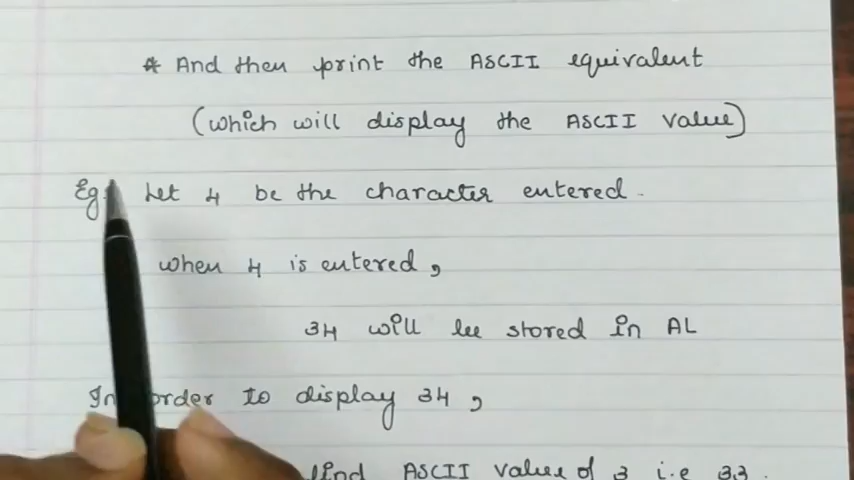 * And then print the ASCII equivalent
(which will display the ASCII value)
Eg Let 4 be the character entered.
when 4 is entered,
34 will be stored in AL
In order to display 34,
find ASCII value of 3 i.e 33.